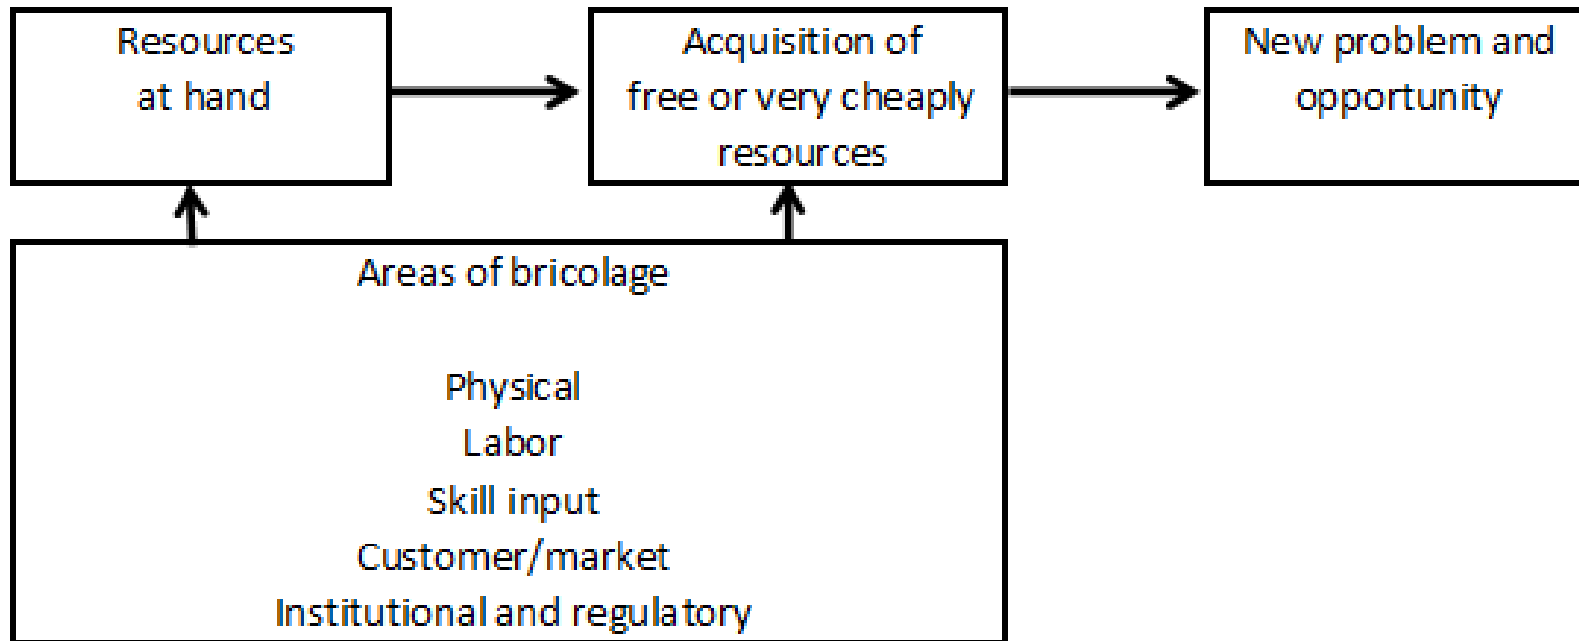 Resources
at hand
Acquisition of
free or very cheaply
resources
New problem and
opportunity
Areas of bricolage
Physical
Labor
Skill input
Customer/market
Institutional and regulatory